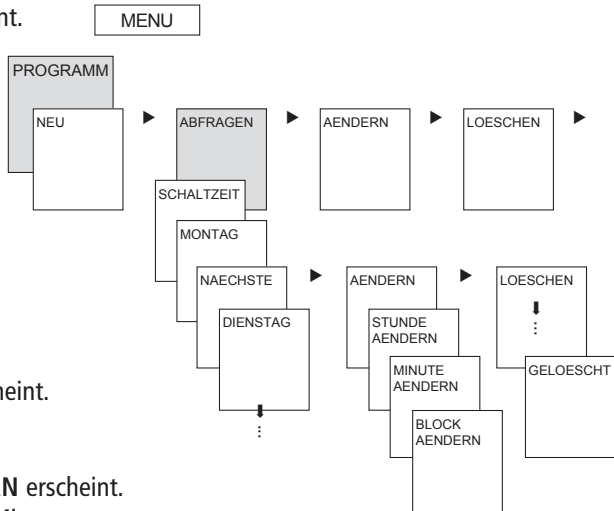 nt.
MENU
PROGRAMM
NEU
ABFRAGEN
AENDERN
LOESCHEN
SCHALTZEIT
MONTAG
NAECHSTE
AENDERN
LOESCHEN
DIENSTAG
STUNDE
AENDERN
MINUTE
AENDERN
GELOESCHT
BLOCK
AENDERN
heint.
N erscheint.